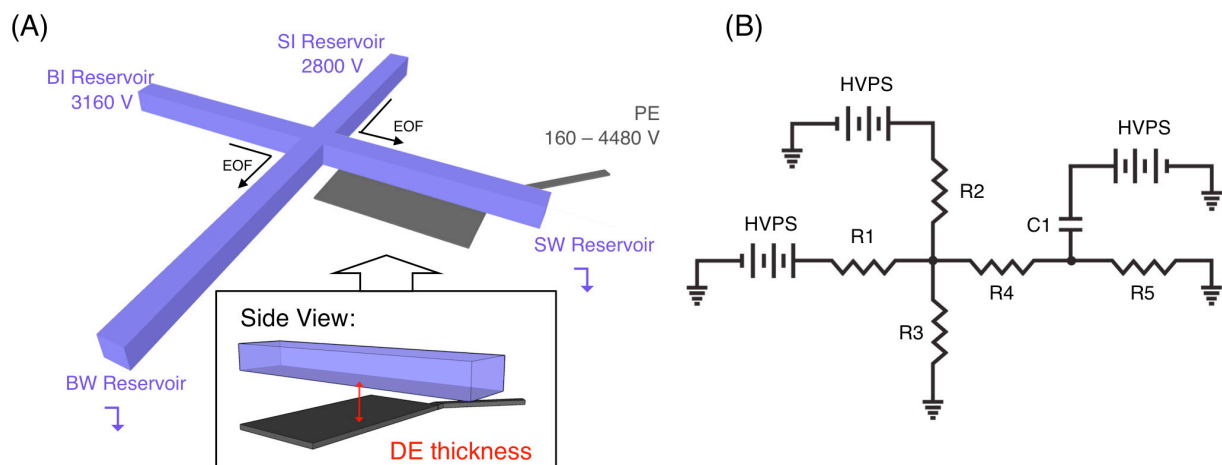 (A)
SI Reservoir
2800 V
BI Reservoir
3160 V
EOF
EOF
PE
160 – 4480 V
SW Reservoir
BW Reservoir
Side View:
DE thickness
(B)
HVPS
HVPS
R2
C1
HVPS
R1
R4
R5
R3